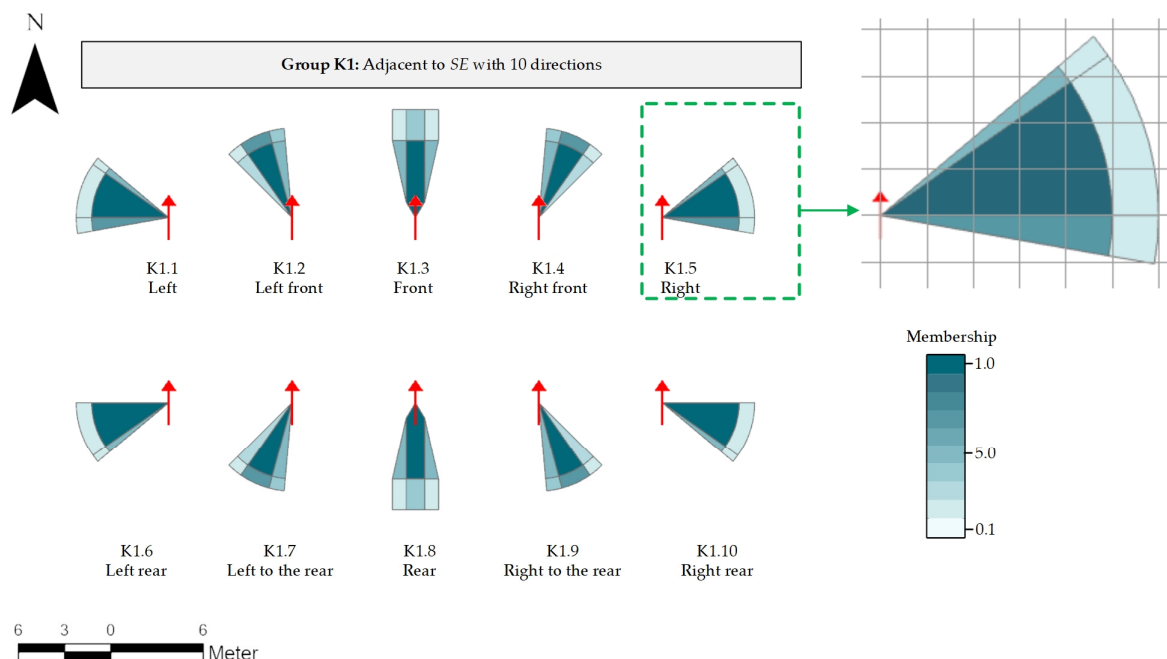 N
Group K1: Adjacent to SE with 10 directions
K1.1
Left
K1.2
Left front
K1.3
Front
K1.4
Right front
K1.5
Right
Membership
1.0
5.0
0.1
K1.6
Left rear
K1.7
Left to the rear
K1.8
Rear
K1.9
Right to the rear
K1.10
Right rear
6 3 0 6
Meter